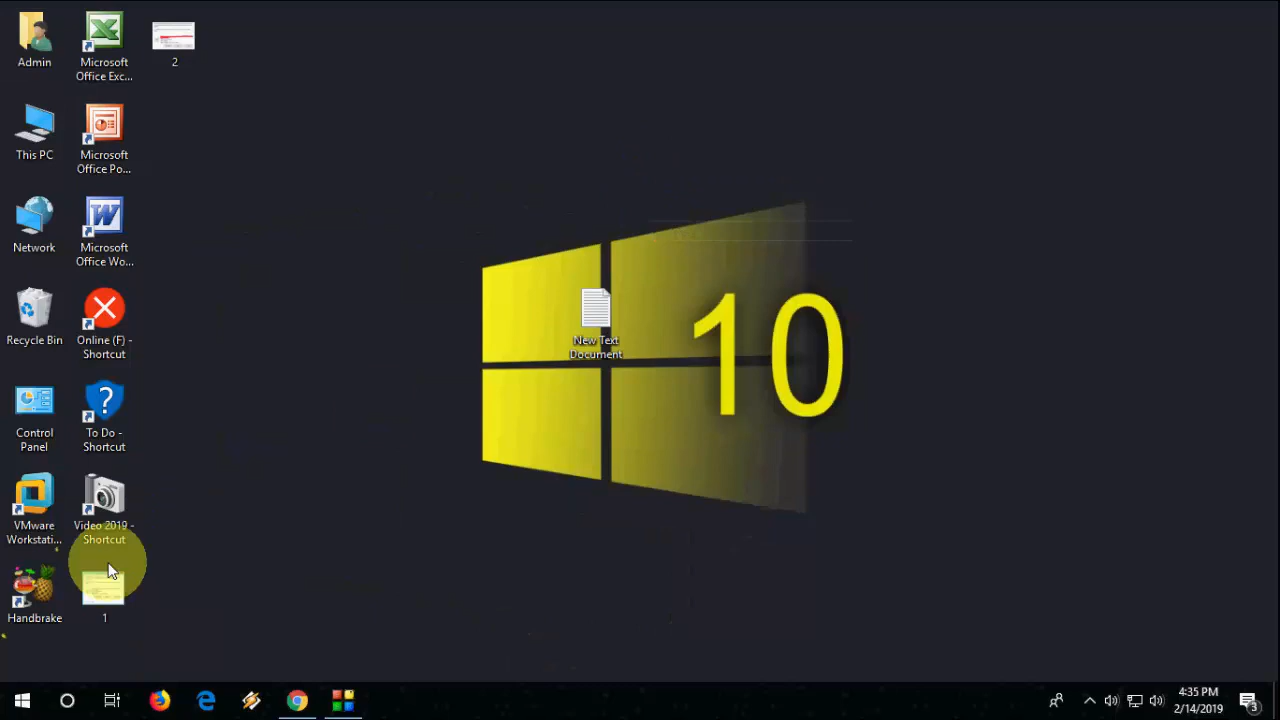 Admin
Microsoft
Office Exc...
2
This PC
Microsoft
Office Po...
Network
Microsoft
Office Wo...
Recycle Bin
Online (F) -
Shortcut
New Text
Document
10
Control
Panel
To Do -
Shortcut
VMware
Workstati...
Video 2019 -
Shortcut
Handbrake
1
4:35 PM
2/14/2019
3